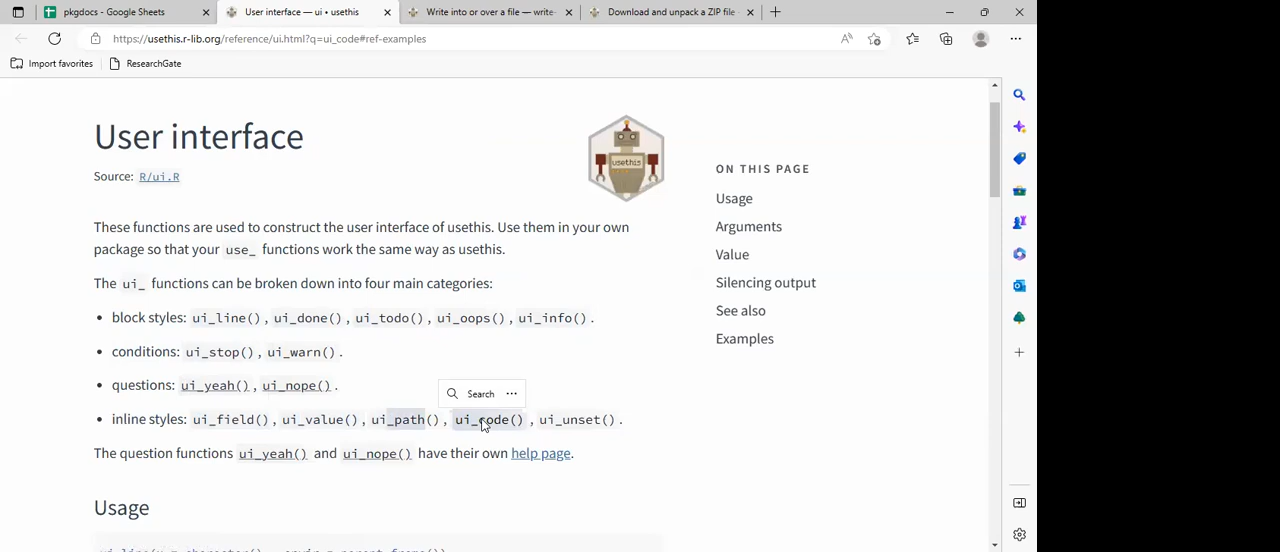 pkgdocs - Google Sheets
User interface — ui • usethis
Write into or over a file — write-
Download and unpack a ZIP file -
https://usethis.r-lib.org/reference/ui.html?q=ui_code#ref-examples
Import favorites
ResearchGate
User interface
usethis
Source: R/ui.R
ON THIS PAGE
Usage
Arguments
Value
Silencing output
See also
Examples
These functions are used to construct the user interface of usethis. Use them in your own
package so that your use_ functions work the same way as usethis.
The ui_ functions can be broken down into four main categories:
• block styles: ui_line(), ui_done(), ui_todo(), ui_oops(), ui_info().
• conditions: ui_stop(), ui_warn().
• questions: ui_yeah(), ui_nope().
Search
• inline styles: ui_field(), ui_value(), ui_path(), ui_code(), ui_unset().
The question functions ui_yeah() and ui_nope() have their own help page.
Usage